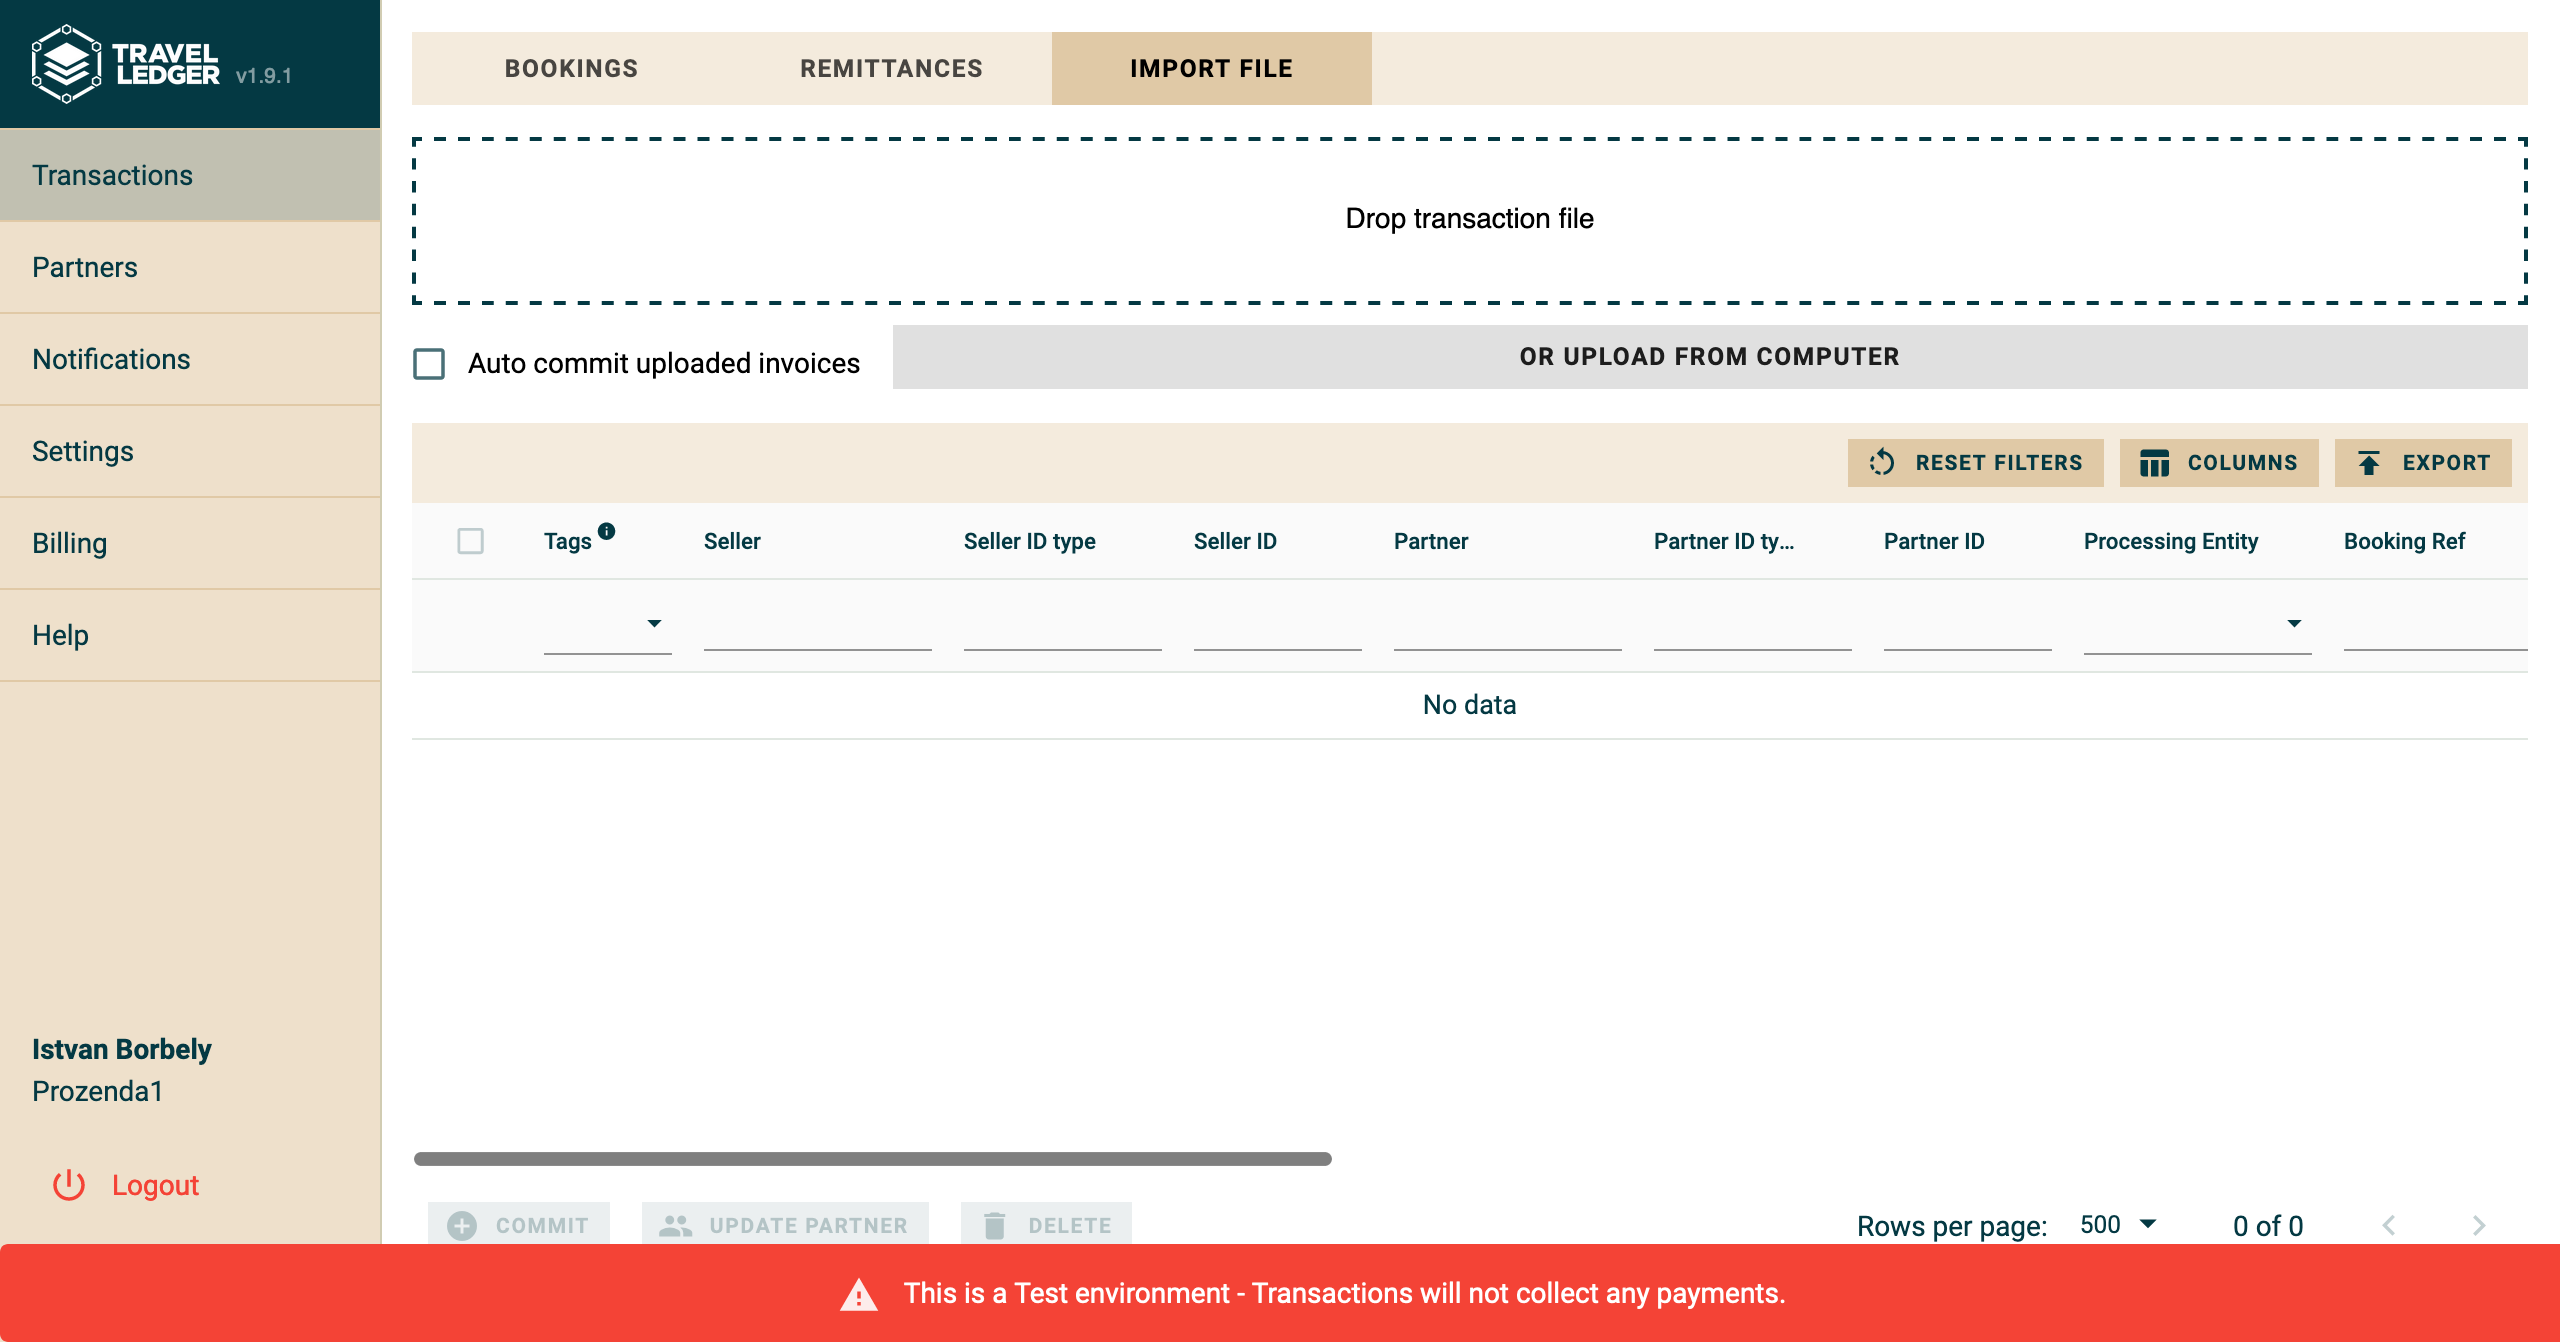 TRAVEL
LEDGER v1.9.1
Transactions
Partners
Notifications
Settings
Billing
Help
Istvan Borbely
Prozenda1
Logout
BOOKINGS REMITTANCES IMPORT FILE
Drop transaction file
Auto commit uploaded invoices OR UPLOAD FROM COMPUTER
RESET FILTERS COLUMNS EXPORT
Tags Seller Seller ID type Seller ID Partner Partner ID ty... Partner ID Processing Entity Booking Ref
No data
COMMIT UPDATE PARTNER DELETE Rows per page: 500 0 of 0
This is a Test environment - Transactions will not collect any payments.